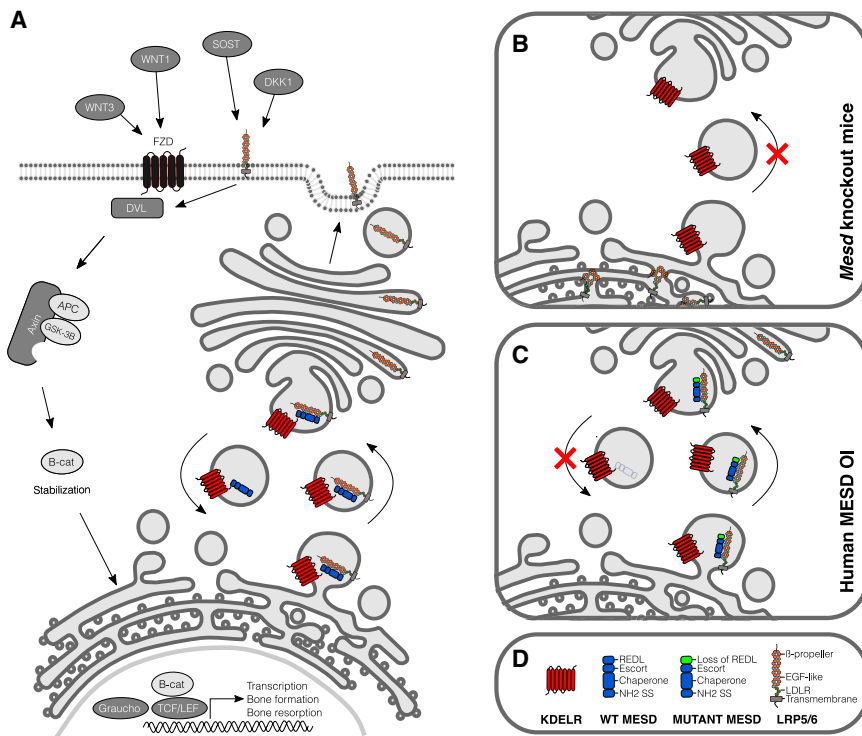 A
SOST
WNT1
DKK1
WNT3
FZD
DVL
APC
Axin
GSK-3B
B-cat
Stabilization
B-cat
Graucho
TCF/LEF
Transcription
Bone formation
Bone resorption
B
Mesd knockout mice
C
Human MESD OI
D
KDELR
REDL
Escort
Chaperone
NH2 SS
WT MESD
Loss of REDL
Escort
Chaperone
NH2 SS
MUTANT MESD
ß-propeller
EGF-like
LDLR
Transmembrane
LRP5/6